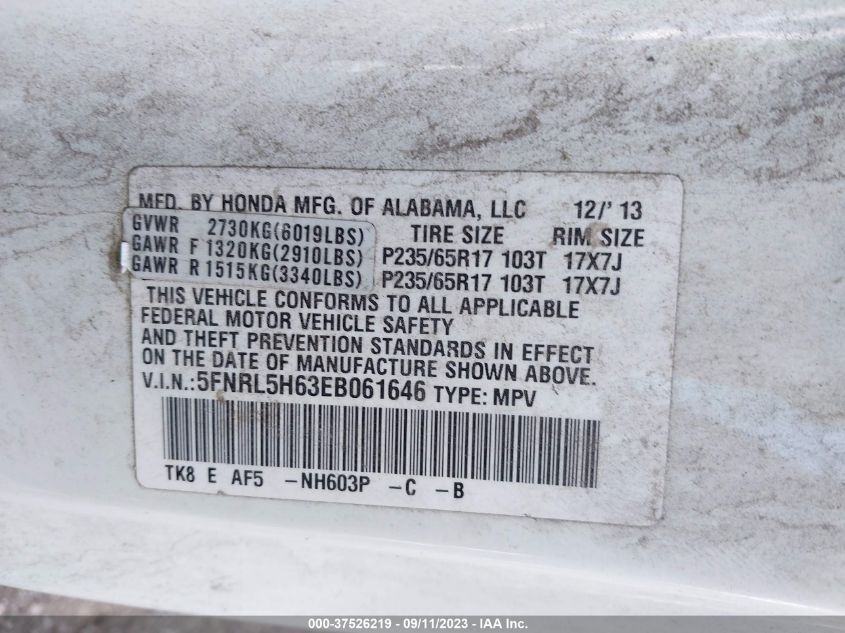 MFD. BY HONDA MFG. OF ALABAMA, LLC 12/'13
GVWR 2730KG(6019LBS) TIRE SIZE RIM SIZE
GAWR F 1320KG(2910LBS) P235/65R17 103T 17X7J
GAWR R 1515KG(3340LBS) P235/65R17 103T 17X7J
THIS VEHICLE CONFORMS TO ALL APPLICABLE
FEDERAL MOTOR VEHICLE SAFETY
AND THEFT PREVENTION STANDARDS IN EFFECT
ON THE DATE OF MANUFACTURE SHOWN ABOVE.
V.I.N.:5FNRL5H63EB061646 TYPE: MPV
TK8 E AF5 -NH603P -C -B
000-37526219 - 09/11/2023 - IAA Inc.